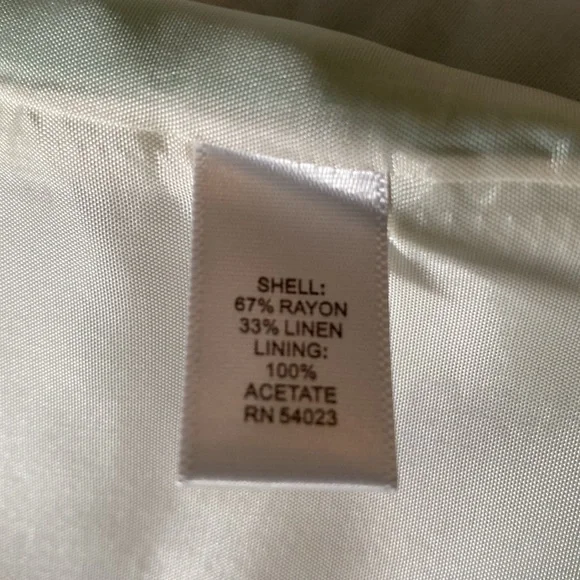 SHELL:
67% RAYON
33% LINEN
LINING:
100%
ACETATE
RN 54023